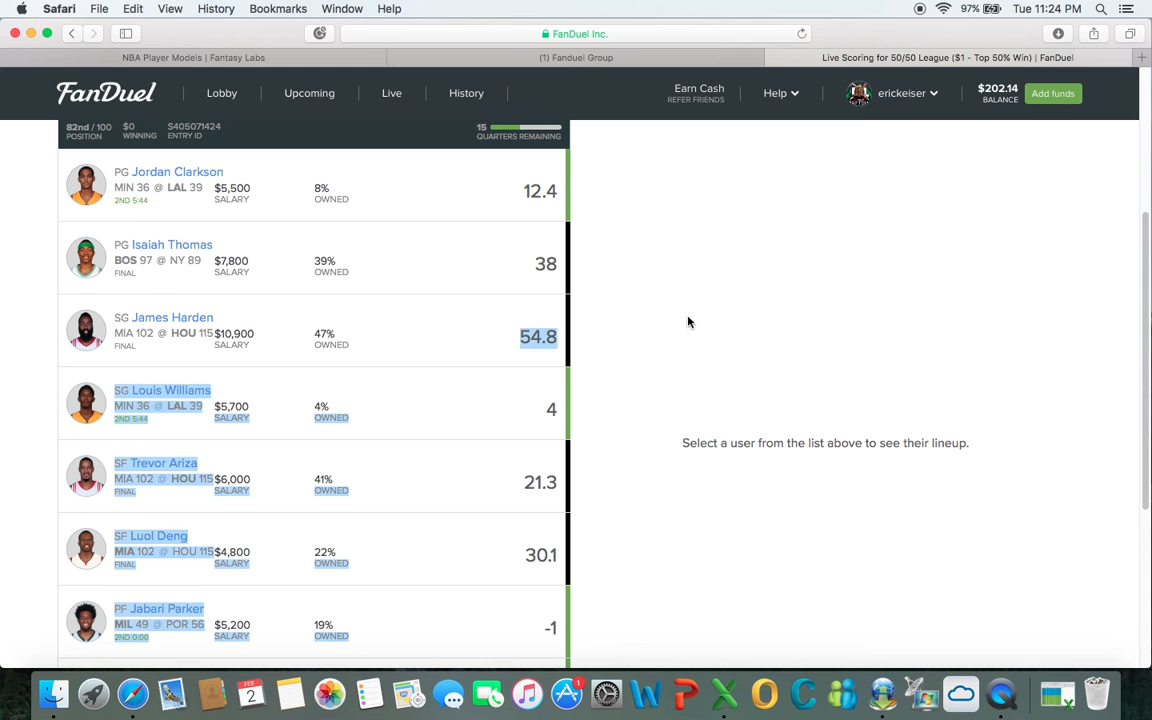 Safari File Edit View History Bookmarks Window Help 97% Tue 11:24 PM
FanDuel Inc.
NBA Player Models | Fantasy Labs (1) Fanduel Group Live Scoring for 50/50 League ($1 - Top 50% Win) | FanDuel
FANDUEL Lobby Upcoming Live History Earn Cash REFER FRIENDS Help erickeiser $202.14 BALANCE Add funds
82nd / 100 POSITION $0 WINNING S405071424 ENTRY ID 15 QUARTERS REMAINING
PG Jordan Clarkson
MIN 36 @ LAL 39 $5,500 8% 12.4
2ND 5:44 SALARY OWNED
PG Isaiah Thomas
BOS 97 @ NY 89 $7,800 39% 38
FINAL SALARY OWNED
SG James Harden
MIA 102 @ HOU 115 $10,900 47% 54.8
FINAL SALARY OWNED
SG Louis Williams
MIN 36 @ LAL 39 $5,700 4% 4
2ND 5:44 SALARY OWNED
SF Trevor Ariza
MIA 102 @ HOU 115 $6,000 41% 21.3
FINAL SALARY OWNED
SF Luol Deng
MIA 102 @ HOU 115 $4,800 22% 30.1
FINAL SALARY OWNED
PF Jabari Parker
MIL 49 @ POR 56 $5,200 19% -1
2ND 0:00 SALARY OWNED
Select a user from the list above to see their lineup.
FEB
2
1